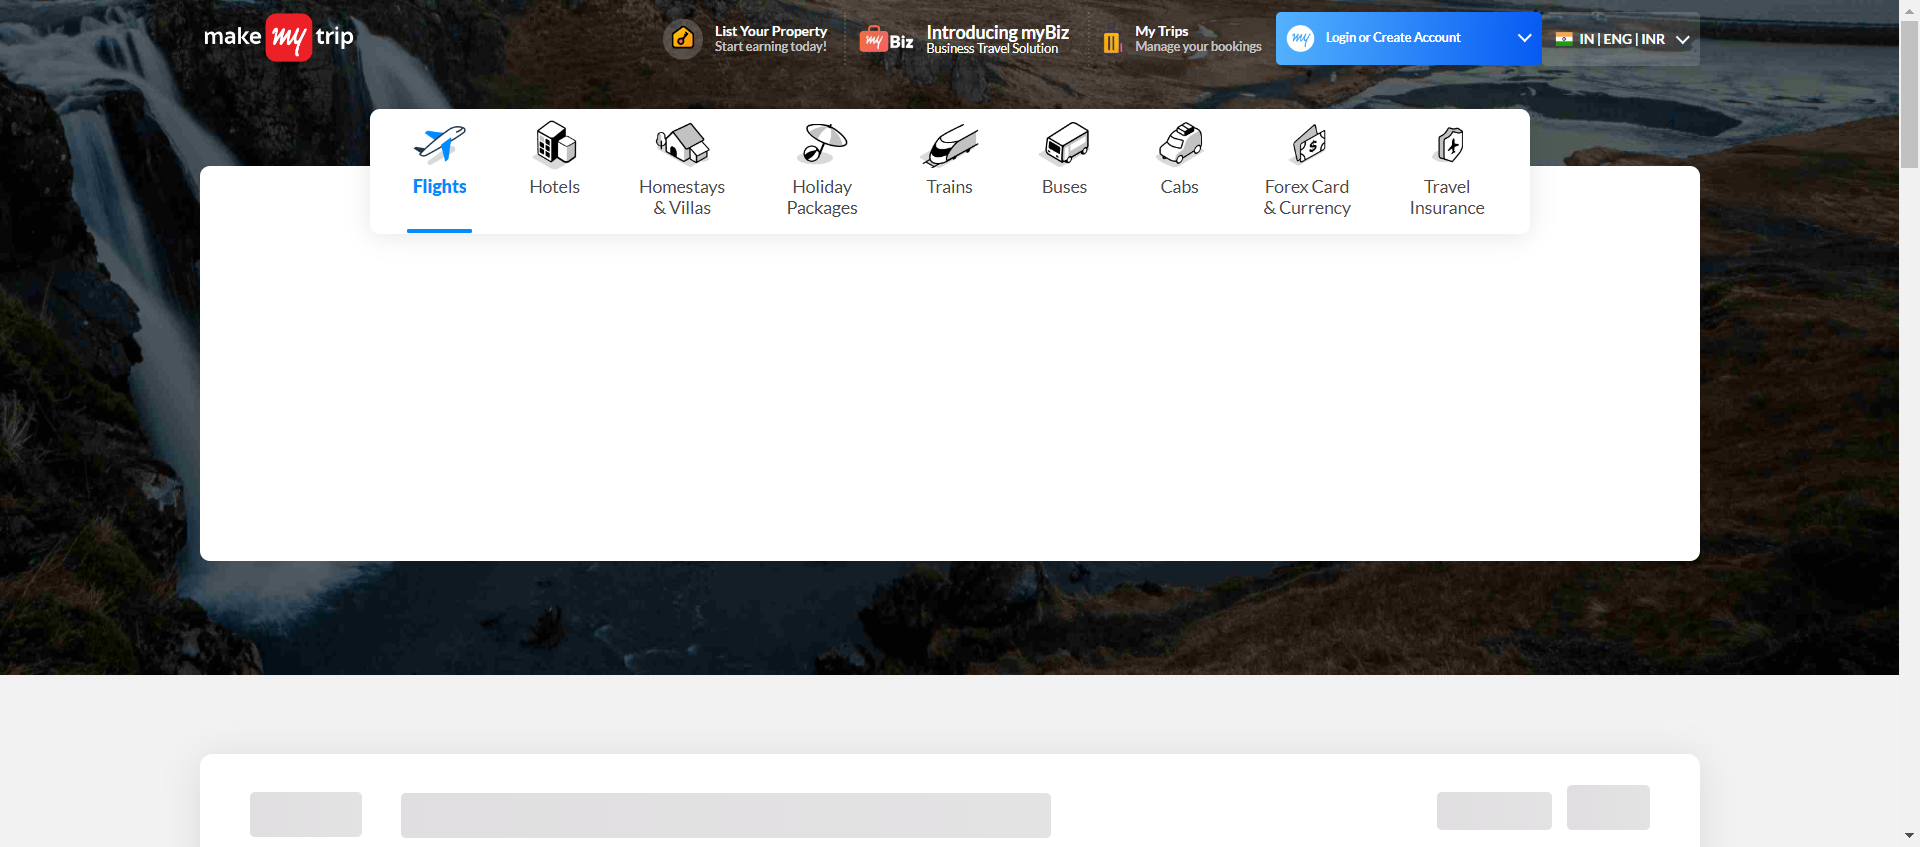 make my trip
List Your Property
Start earning today!
my Biz
Introducing myBiz
Business Travel Solution
My Trips
Manage your bookings
my
Login or Create Account
IN | ENG | INR
Flights
Hotels
Homestays
& Villas
Holiday
Packages
Trains
Buses
Cabs
Forex Card
& Currency
Travel
Insurance